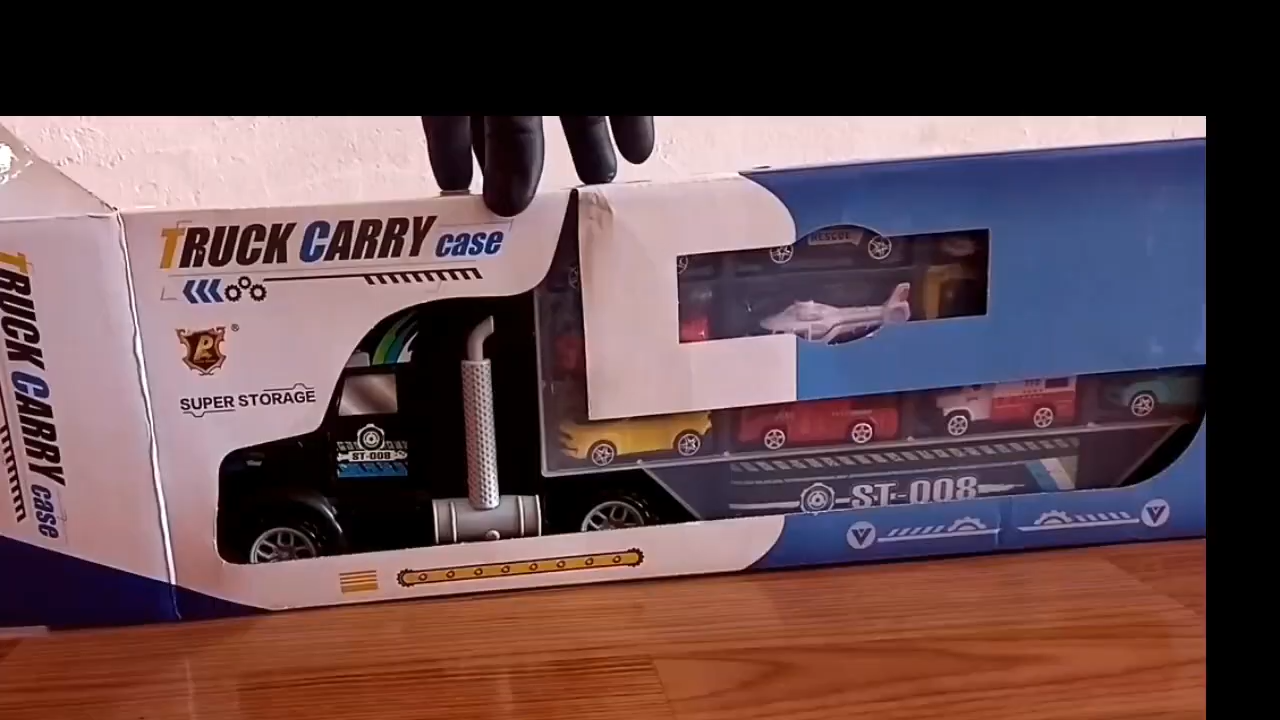 TRUCK CARRY case
TRUCK CARRY case
R
®
SUPER STORAGE
ST-008
RESCUE
ST-008